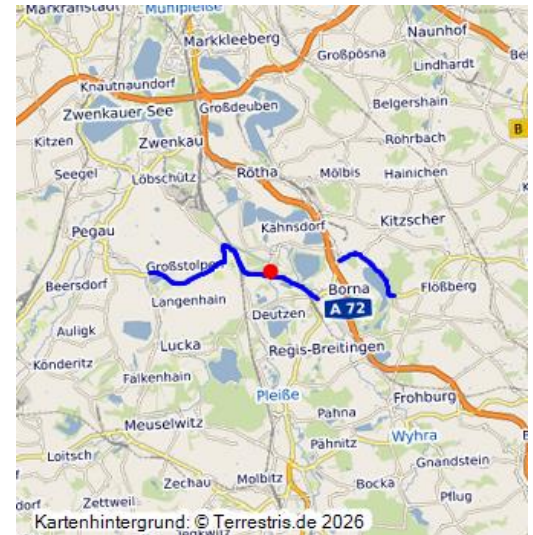 Markranstädt
Mühlpleiße
Naunhof
Markkleeberg
Großpösna
Lindhardt
Knautnaundorf
Großdeuben
Belgershain
Zwenkauer See
B
Kitzen
Zwenkau
Rohrbach
Seegel
Löbschütz
Rötha
Mölbis
Hainichen
Pegau
Kahnsdorf
Kitzscher
Großstolpen
Beersdorf
Langenhain
Borna
Flößberg
A 72
Deutzen
Auligk
Lucka
Regis-Breitingen
Könderitz
Falkenhain
Frohburg
Pleiße
Meuselwitz
Pahna
Wyhra
Pähnitz
Loitsch
Gnandstein
Zechau
Molbitz
Bocka
Zettweil
Pflug
Kartenhintergrund: © Terrestris.de 2026